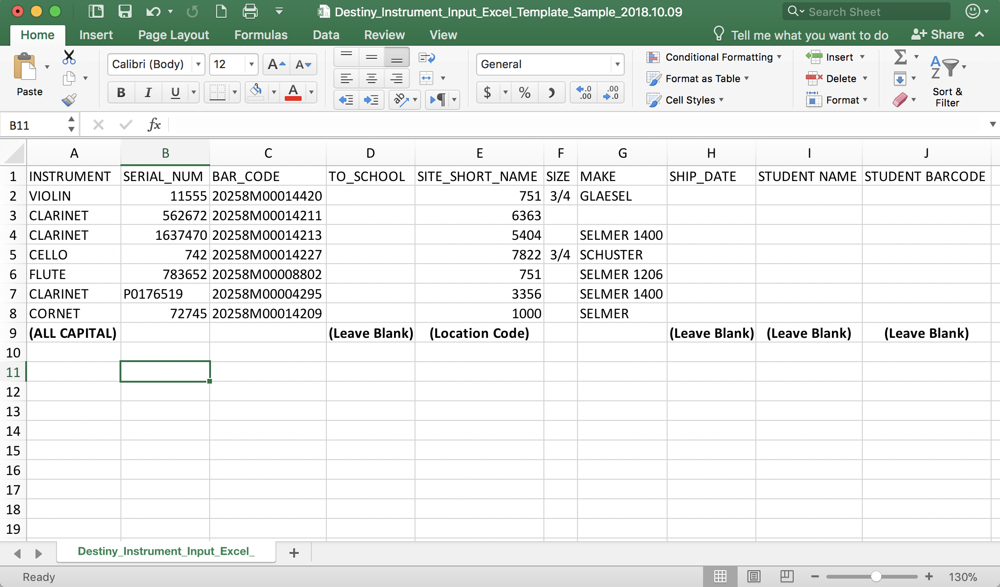 Destiny_Instrument_Input_Excel_Template_Sample_2018.10.09
Search Sheet
Home Insert Page Layout Formulas Data Review View Tell me what you want to do Share
Paste
Calibri (Body) 12 A A
B I U A
ab
General
$ % .0 .00 .00 .0
Conditional Formatting
Format as Table
Cell Styles
Insert
Delete
Format
Σ
A Z
Sort & Filter
B11 fx
A B C D E F G H I J
1 INSTRUMENT SERIAL_NUM BAR_CODE TO_SCHOOL SITE_SHORT_NAME SIZE MAKE SHIP_DATE STUDENT NAME STUDENT BARCODE
2 VIOLIN 11555 20258M00014420 751 3/4 GLAESEL
3 CLARINET 562672 20258M00014211 6363
4 CLARINET 1637470 20258M00014213 5404 SELMER 1400
5 CELLO 742 20258M00014227 7822 3/4 SCHUSTER
6 FLUTE 783652 20258M00008802 751 SELMER 1206
7 CLARINET P0176519 20258M00004295 3356 SELMER 1400
8 CORNET 72745 20258M00014209 1000 SELMER
9 (ALL CAPITAL) (Leave Blank) (Location Code) (Leave Blank) (Leave Blank) (Leave Blank)
10
11
12
13
14
15
16
17
18
19
Destiny_Instrument_Input_Excel_ +
Ready 130%